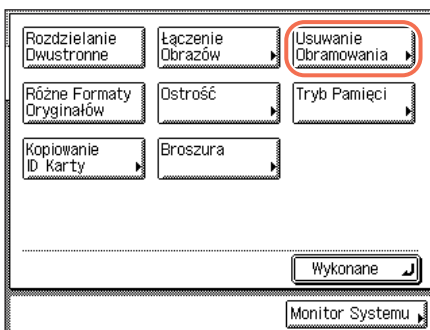 Rozdzielanie
Dwustronne
Łączenie
Obrazów
Usuwanie
Obramowania
Różne Formaty
Oryginałów
Ostrość
Tryb Pamięci
Kopiowanie
ID Karty
Broszura
Wykonane
Monitor Systemu